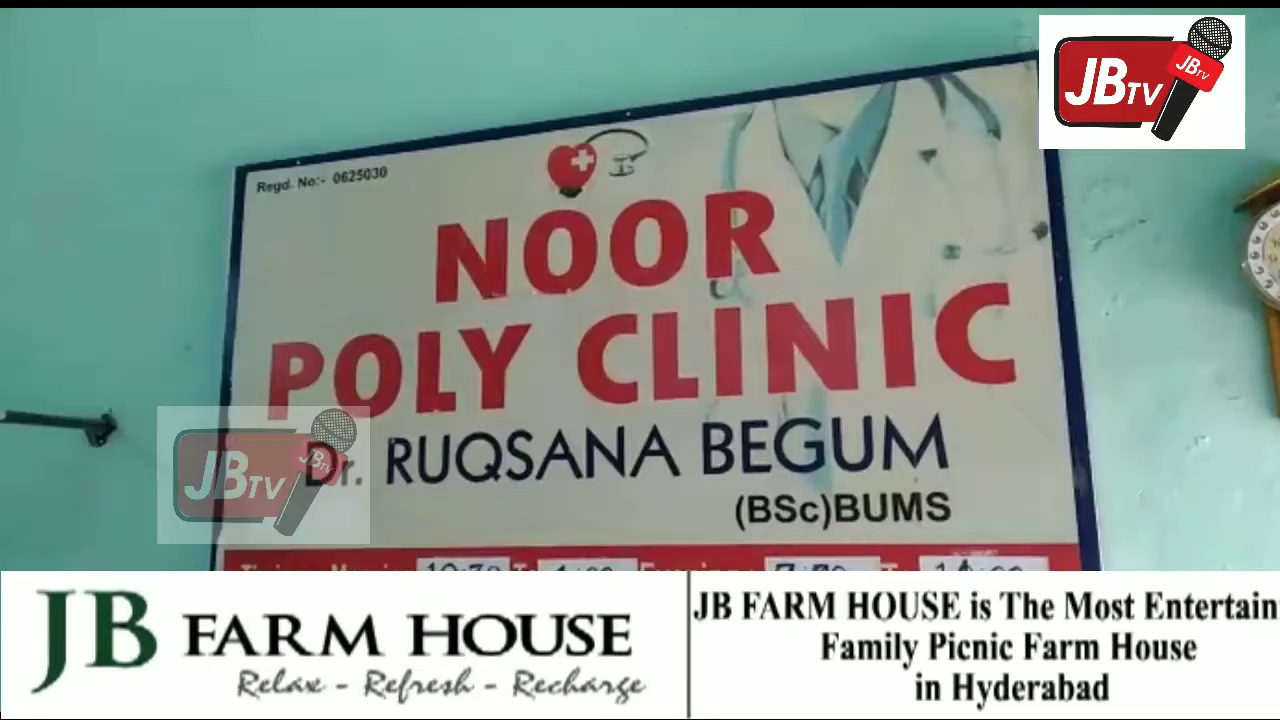 JBTV
JBTV
Regd. No:- 0625030
NOOR
POLY CLINIC
Dr. RUQSANA BEGUM
(BSc)BUMS
JBTV
JBTV
JB FARM HOUSE
Relax - Refresh - Recharge
JB FARM HOUSE is The Most Entertain
Family Picnic Farm House
in Hyderabad